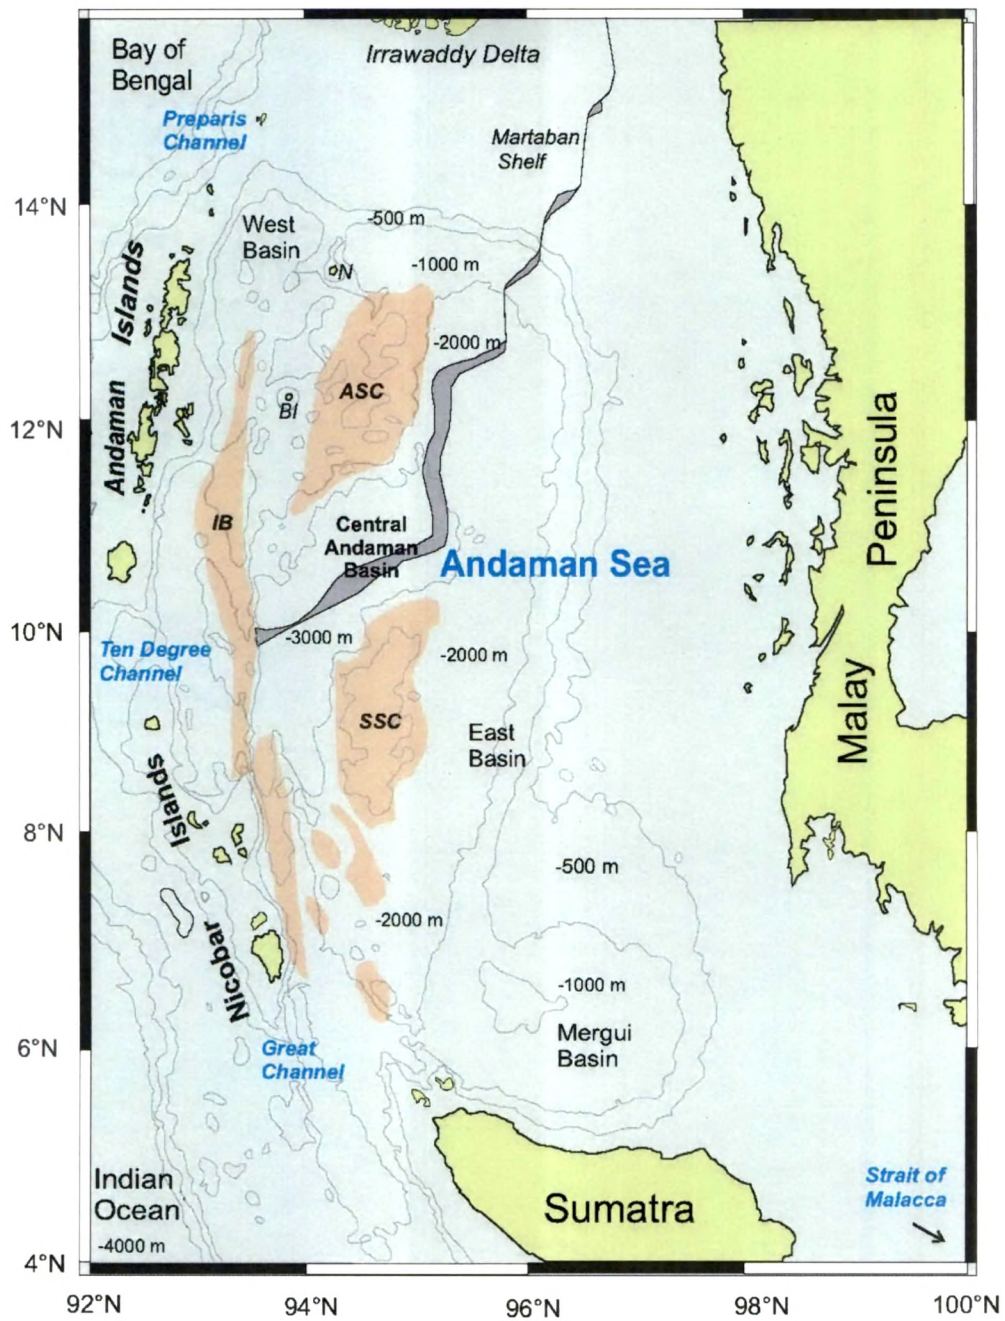 Bay of
Bengal
Irrawaddy Delta
Preparis
Channel
Martaban
Shelf
14°N
-500 m
West
Basin
-1000 m
N
Andaman Islands
-2000 m
ASC
BI
12°N
Peninsula
IB
Central
Andaman
Basin
Andaman Sea
10°N
-3000 m
Ten Degree
Channel
-2000 m
Malay
SSC
East
Basin
Islands
8°N
-500 m
-2000 m
Nicobar
-1000 m
Mergui
Basin
6°N
Great
Channel
Indian
Ocean
-4000 m
Sumatra
Strait of
Malacca
4°N
92°N
94°N
96°N
98°N
100°N